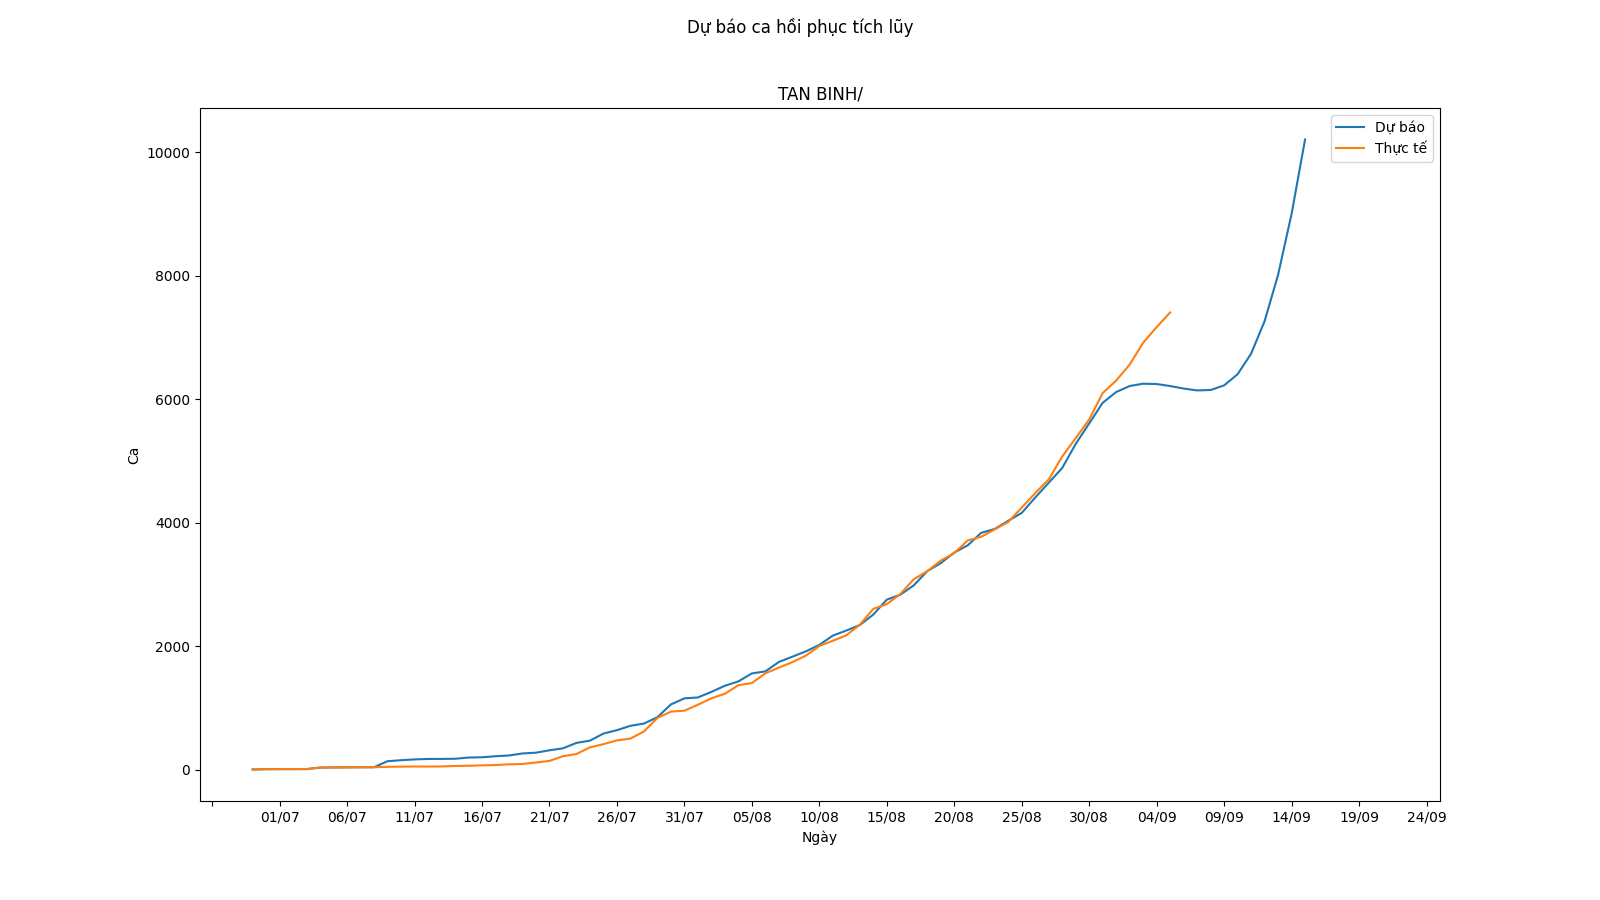 Dự báo ca hồi phục tích lũy
TAN BINH/
Dự báo
Thực tế
10000
8000
6000
4000
2000
0
Ca
01/07 06/07 11/07 16/07 21/07 26/07 31/07 05/08 10/08 15/08 20/08 25/08 30/08 04/09 09/09 14/09 19/09 24/09
Ngày